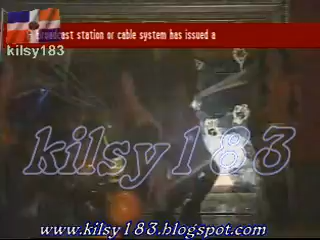 broadcast station or cable system has issued a
kilsy183
kilsy183
www.kilsy183.blogspot.com